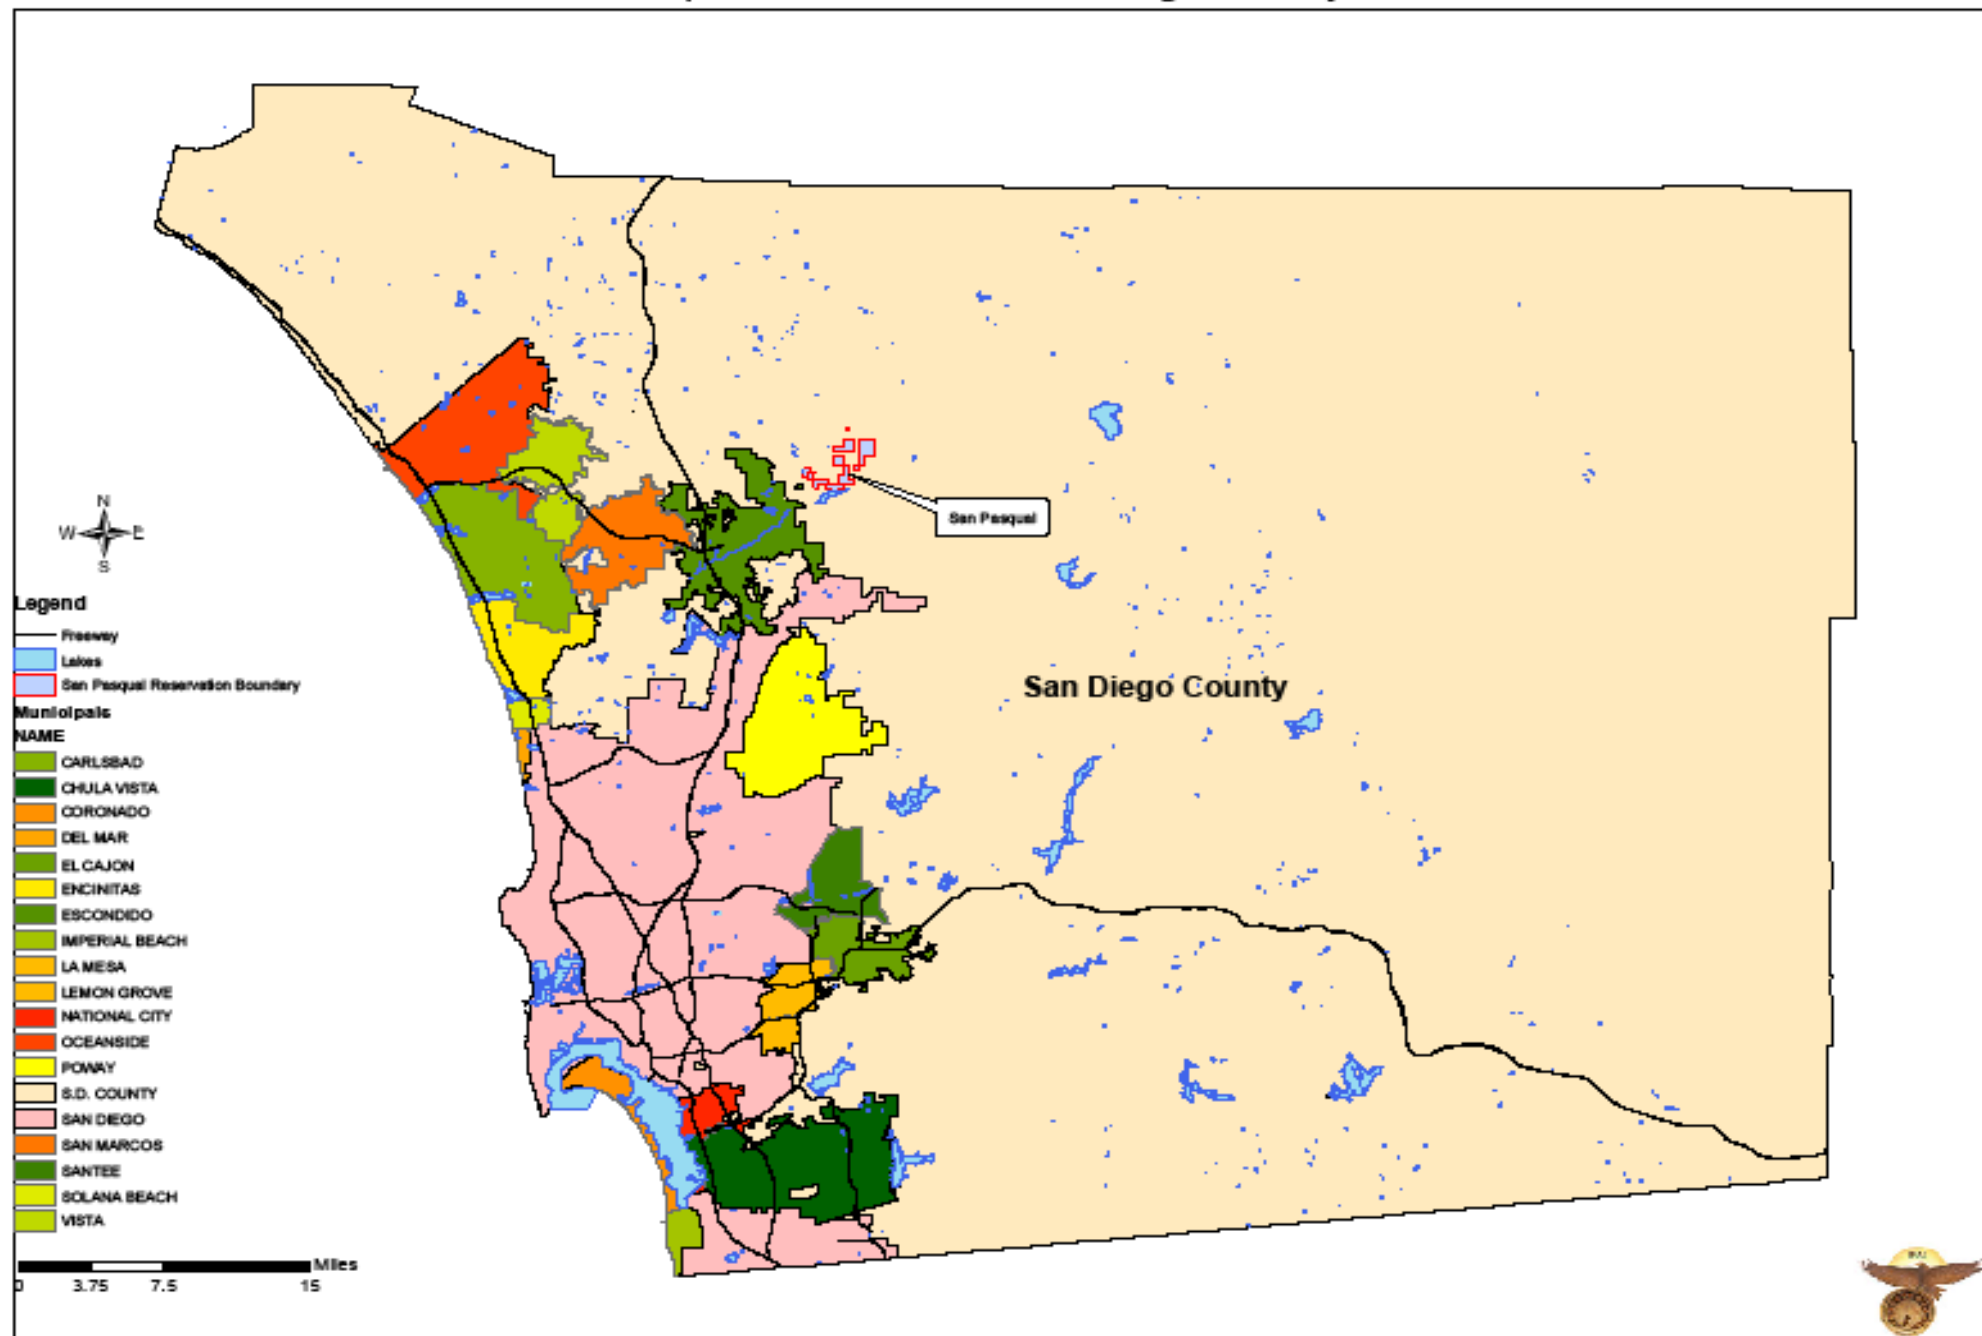 San Pasqual
San Diego County
N
W
E
S
Legend
Freeway
Lakes
San Pasqual Reservation Boundary
Municipals
NAME
CARLSBAD
CHULA VISTA
CORONADO
DEL MAR
EL CAJON
ENCINITAS
ESCONDIDO
IMPERIAL BEACH
LA MESA
LEMON GROVE
NATIONAL CITY
OCEANSIDE
POWAY
S.D. COUNTY
SAN DIEGO
SAN MARCOS
SANTEE
SOLANA BEACH
VISTA
Miles
0 3.75 7.5 15